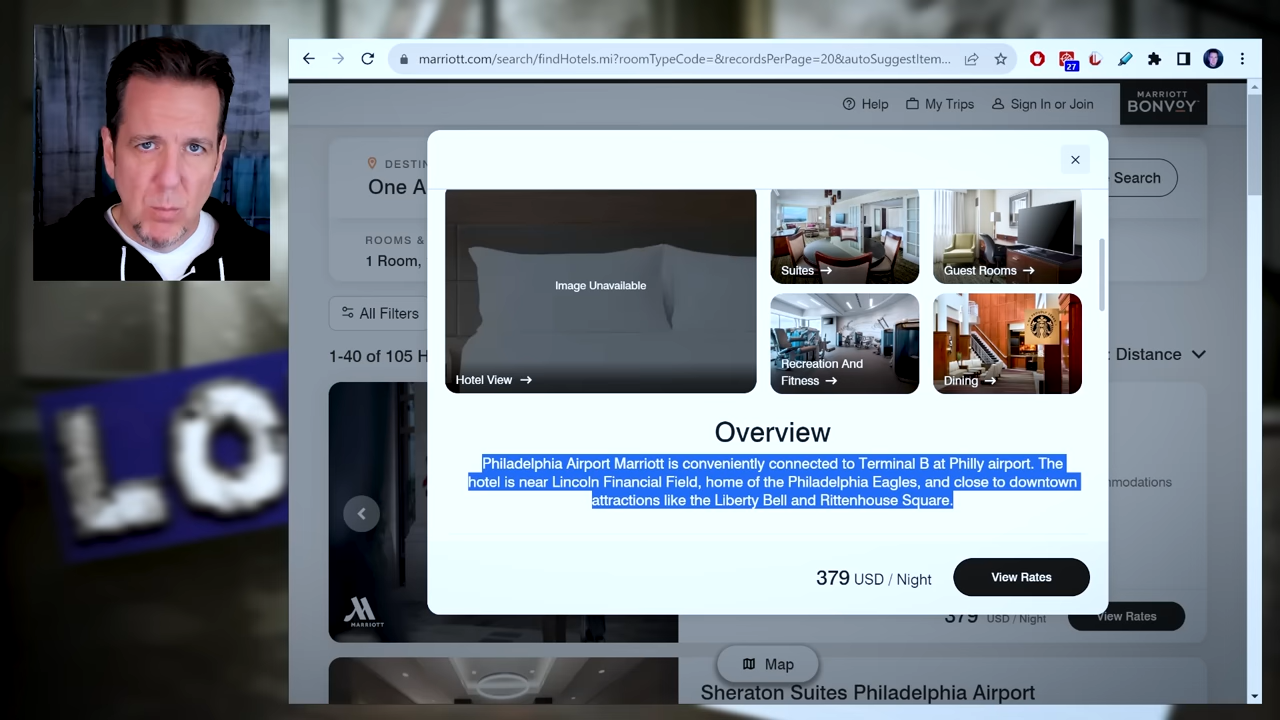 marriott.com/search/findHotels.mi?roomTypeCode=&recordsPerPage=20&autoSuggestItem...
27
Help
My Trips
Sign In or Join
MARRIOTT
BONVOY
DESTIN
One A
Search
ROOMS &
1 Room,
All Filters
1-40 of 105 H
: Distance
Image Unavailable
Hotel View →
Suites →
Guest Rooms →
Recreation And
Fitness →
Dining →
Overview
Philadelphia Airport Marriott is conveniently connected to Terminal B at Philly airport. The
hotel is near Lincoln Financial Field, home of the Philadelphia Eagles, and close to downtown
attractions like the Liberty Bell and Rittenhouse Square.
mmodations
379 USD / Night
View Rates
379 USD / Night
View Rates
MARRIOTT
Map
Sheraton Suites Philadelphia Airport
LO